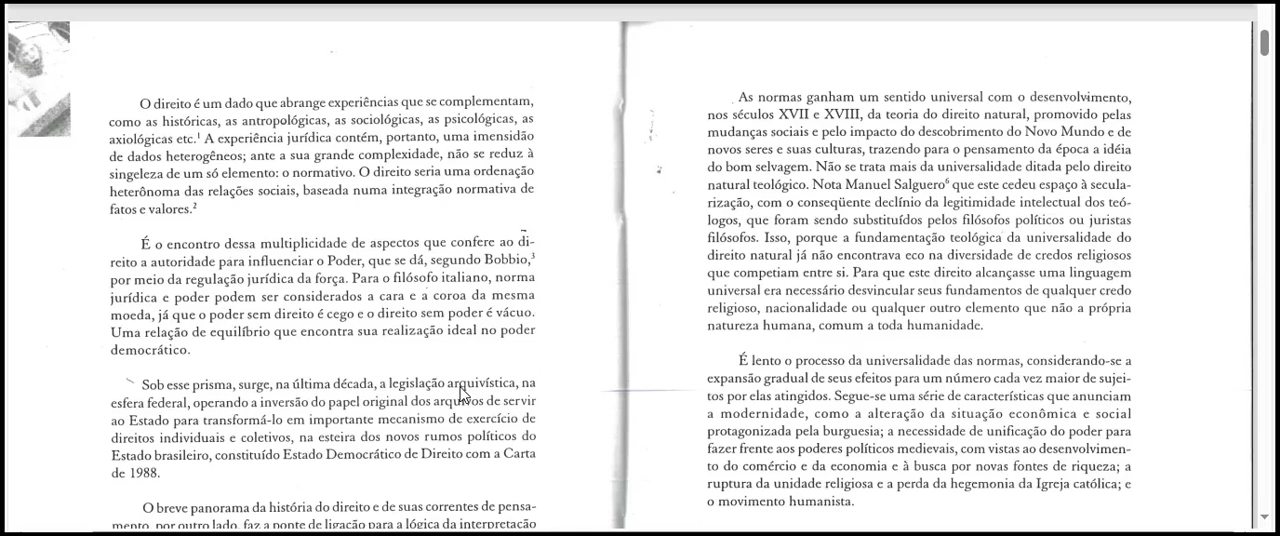 O direito é um dado que abrange experiências que se complementam,
como as históricas, as antropológicas, as sociológicas, as psicológicas, as
axiológicas etc.¹ A experiência jurídica contém, portanto, uma imensidão
de dados heterogêneos; ante a sua grande complexidade, não se reduz à
singeleza de um só elemento: o normativo. O direito seria uma ordenação
heterônoma das relações sociais, baseada numa integração normativa de
fatos e valores.²
É o encontro dessa multiplicidade de aspectos que confere ao di-
reito a autoridade para influenciar o Poder, que se dá, segundo Bobbio,³
por meio da regulação jurídica da força. Para o filósofo italiano, norma
jurídica e poder podem ser considerados a cara e a coroa da mesma
moeda, já que o poder sem direito é cego e o direito sem poder é vácuo.
Uma relação de equilíbrio que encontra sua realização ideal no poder
democrático.
Sob esse prisma, surge, na última década, a legislação arquivística, na
esfera federal, operando a inversão do papel original dos arquivos de servir
ao Estado para transformá-lo em importante mecanismo de exercício de
direitos individuais e coletivos, na esteira dos novos rumos políticos do
Estado brasileiro, constituído Estado Democrático de Direito com a Carta
de 1988.
O breve panorama da história do direito e de suas correntes de pensa-
mento, por outro lado, faz a ponte de ligação para a lógica da interpretação
As normas ganham um sentido universal com o desenvolvimento,
nos séculos XVII e XVIII, da teoria do direito natural, promovido pelas
mudanças sociais e pelo impacto do descobrimento do Novo Mundo e de
novos seres e suas culturas, trazendo para o pensamento da época a idéia
do bom selvagem. Não se trata mais da universalidade ditada pelo direito
natural teológico. Nota Manuel Salguero⁶ que este cedeu espaço à secula-
rização, com o conseqüente declínio da legitimidade intelectual dos teó-
logos, que foram sendo substituídos pelos filósofos políticos ou juristas
filósofos. Isso, porque a fundamentação teológica da universalidade do
direito natural já não encontrava eco na diversidade de credos religiosos
que competiam entre si. Para que este direito alcançasse uma linguagem
universal era necessário desvincular seus fundamentos de qualquer credo
religioso, nacionalidade ou qualquer outro elemento que não a própria
natureza humana, comum a toda humanidade.
É lento o processo da universalidade das normas, considerando-se a
expansão gradual de seus efeitos para um número cada vez maior de sujei-
tos por elas atingidos. Segue-se uma série de características que anunciam
a modernidade, como a alteração da situação econômica e social
protagonizada pela burguesia; a necessidade de unificação do poder para
fazer frente aos poderes políticos medievais, com vistas ao desenvolvimen-
to do comércio e da economia e à busca por novas fontes de riqueza; a
ruptura da unidade religiosa e a perda da hegemonia da Igreja católica; e
o movimento humanista.